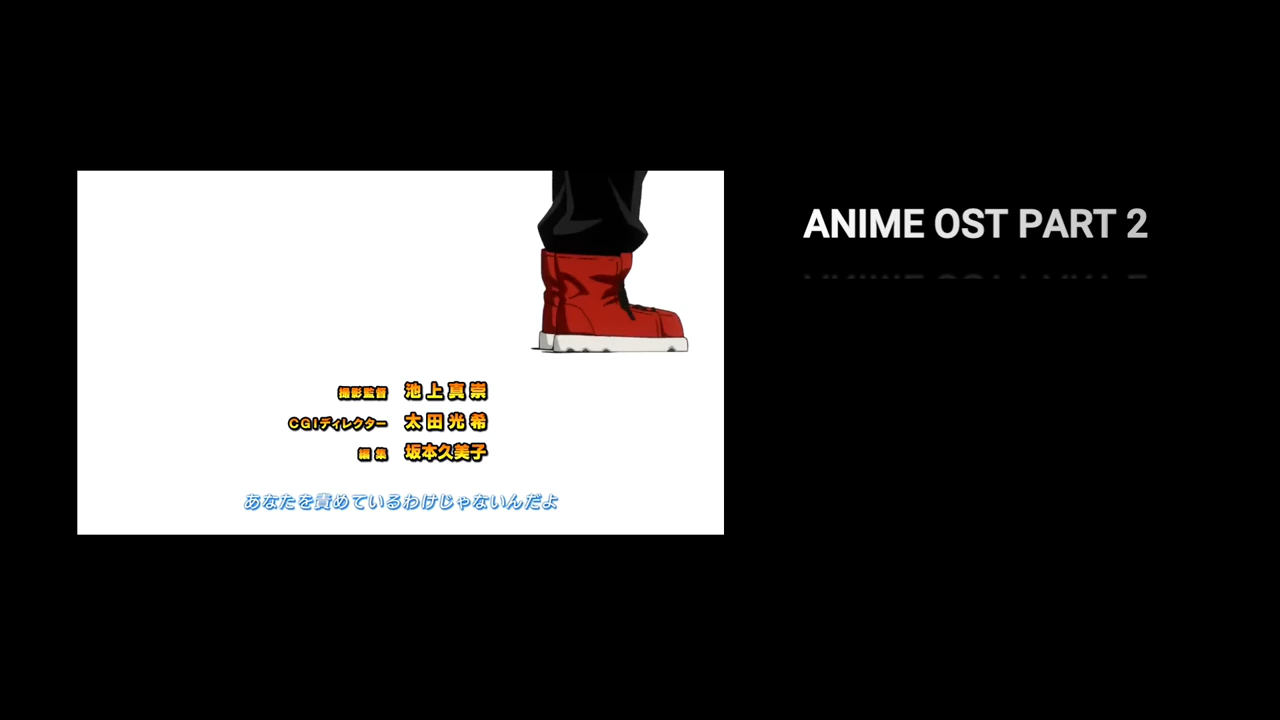 ANIME OST PART 2
撮影監督 池上真崇
CGIディレクター 太田光希
編集 坂本久美子
あなたを責めているわけじゃないんだよ